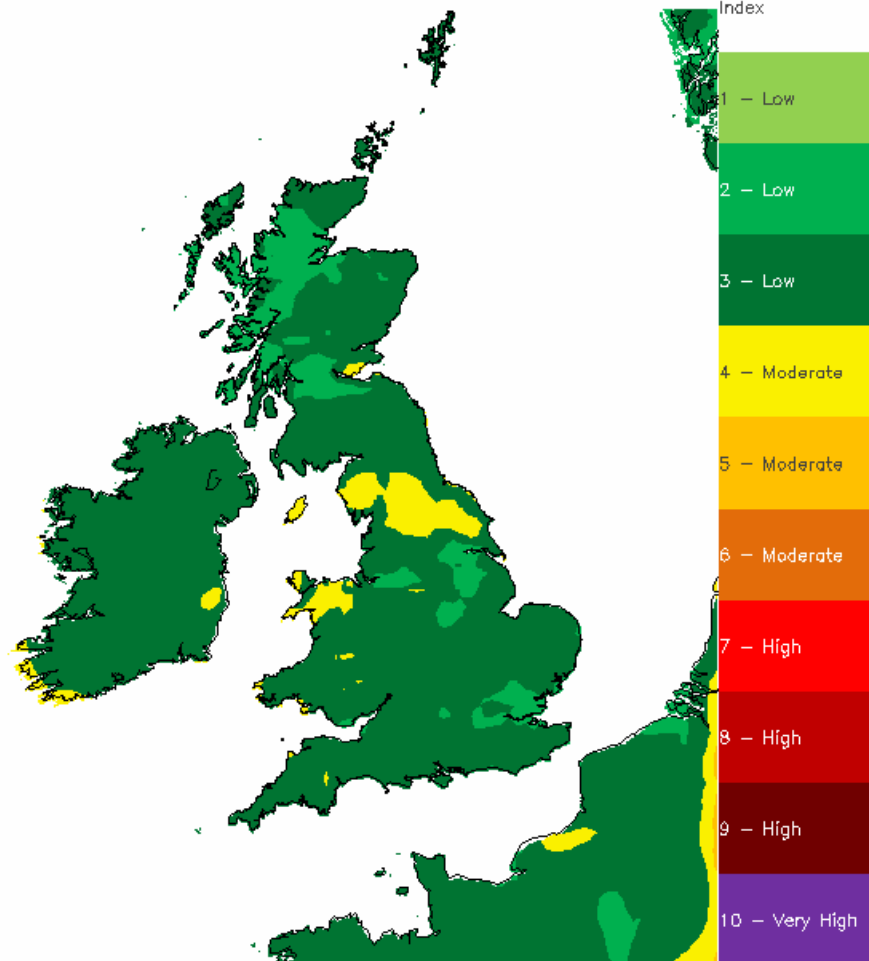 Index
1 – Low
2 – Low
3 – Low
4 – Moderate
5 – Moderate
6 – Moderate
7 – High
8 – High
9 – High
10 – Very High